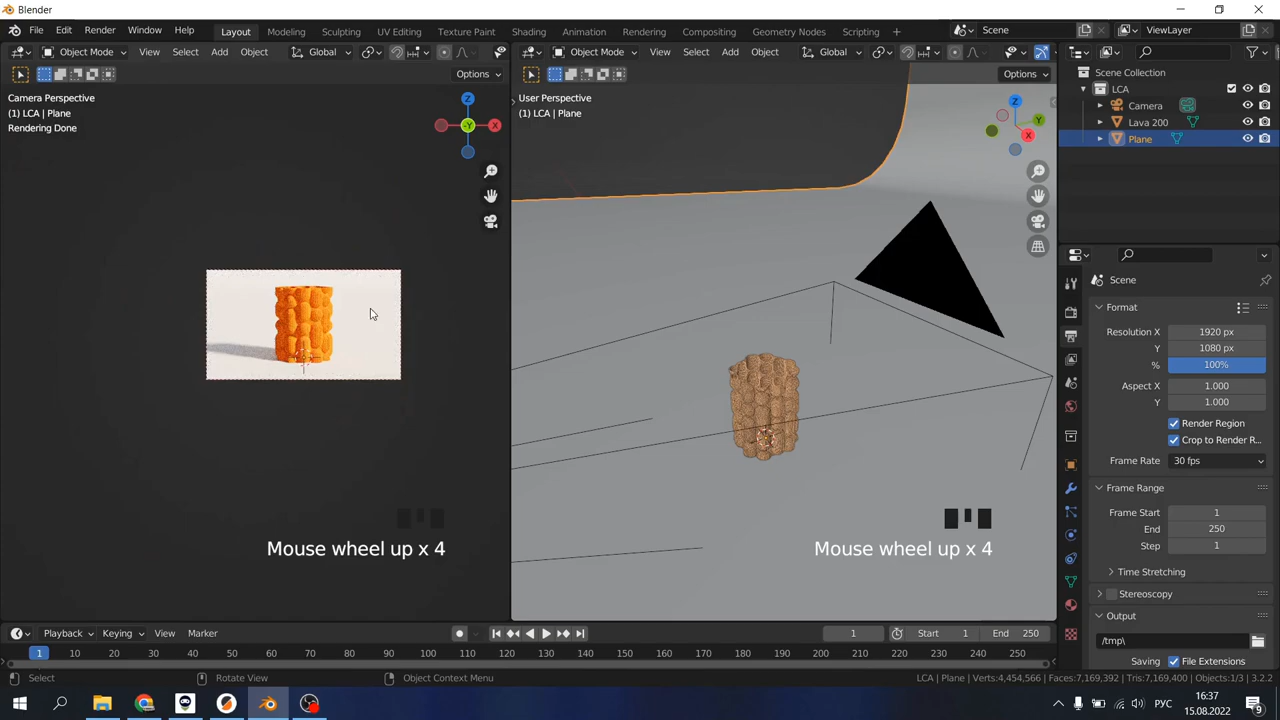 Blender
File Edit Render Window Help Layout Modeling Sculpting UV Editing Texture Paint Shading Animation Rendering Compositing Geometry Nodes Scripting + Scene ViewLayer
Object Mode View Select Add Object Global Object Mode View Select Add Object Global
Options Options
Camera Perspective
(1) LCA | Plane
Rendering Done
User Perspective
(1) LCA | Plane
Z
X
-Y
Z
Y
X
Scene Collection
LCA
Camera
Lava 200
Plane
Scene
Format
Resolution X 1920 px
Y 1080 px
% 100%
Aspect X 1.000
Y 1.000
Render Region
Crop to Render R...
Frame Rate 30 fps
Frame Range
Frame Start 1
End 250
Step 1
Time Stretching
Stereoscopy
Output
/tmp\
Saving File Extensions
Mouse wheel up x 4 Mouse wheel up x 4
Playback Keying View Marker 1 Start 1 End 250
1 10 20 30 40 50 60 70 80 90 100 110 120 130 140 150 160 170 180 190 200 210 220 230 240 250
Select Rotate View Object Context Menu LCA | Plane | Verts:4,454,566 | Faces:7,169,392 | Tris:7,169,400 | Objects:1/3 | 3.2.2
РУС 16:37
15.08.2022
9